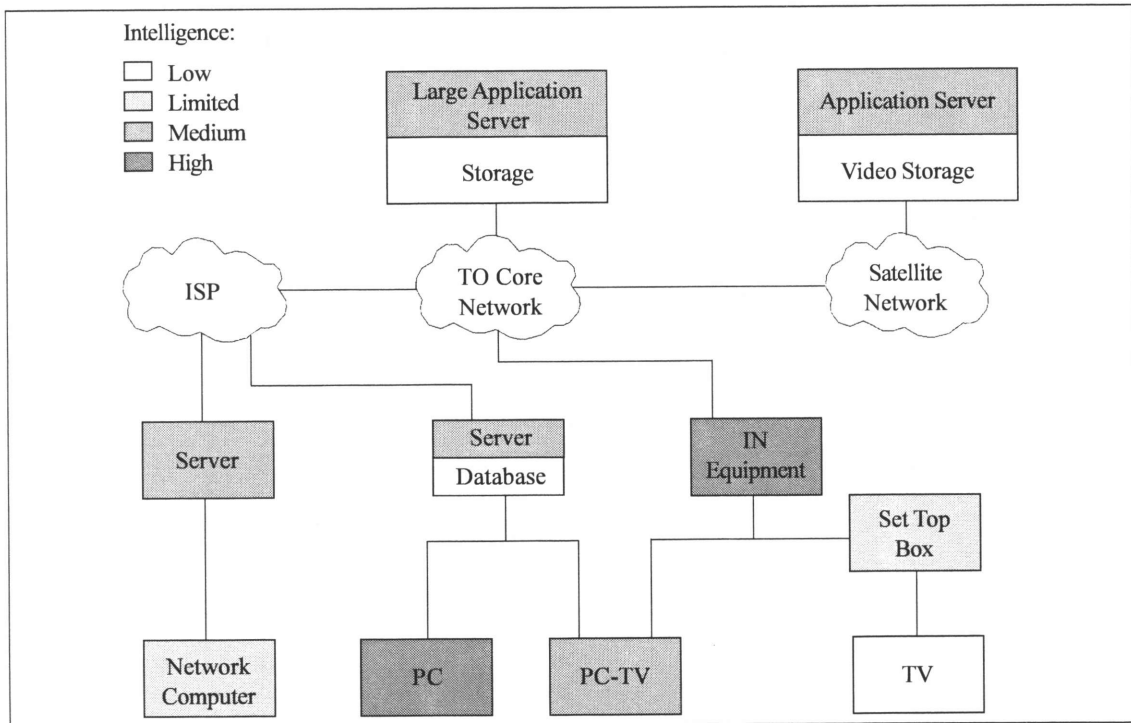 Intelligence:
Low
Limited
Medium
High
Large Application
Server
Storage
Application Server
Video Storage
ISP
TO Core
Network
Satellite
Network
Server
Server
Database
IN
Equipment
Set Top
Box
Network
Computer
PC
PC-TV
TV